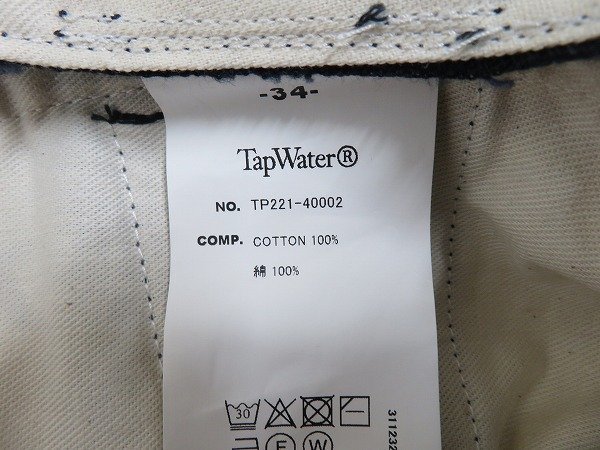 -34-
TapWater®
NO. TP221-40002
COMP. COTTON 100%
綿 100%
30
F W
311232